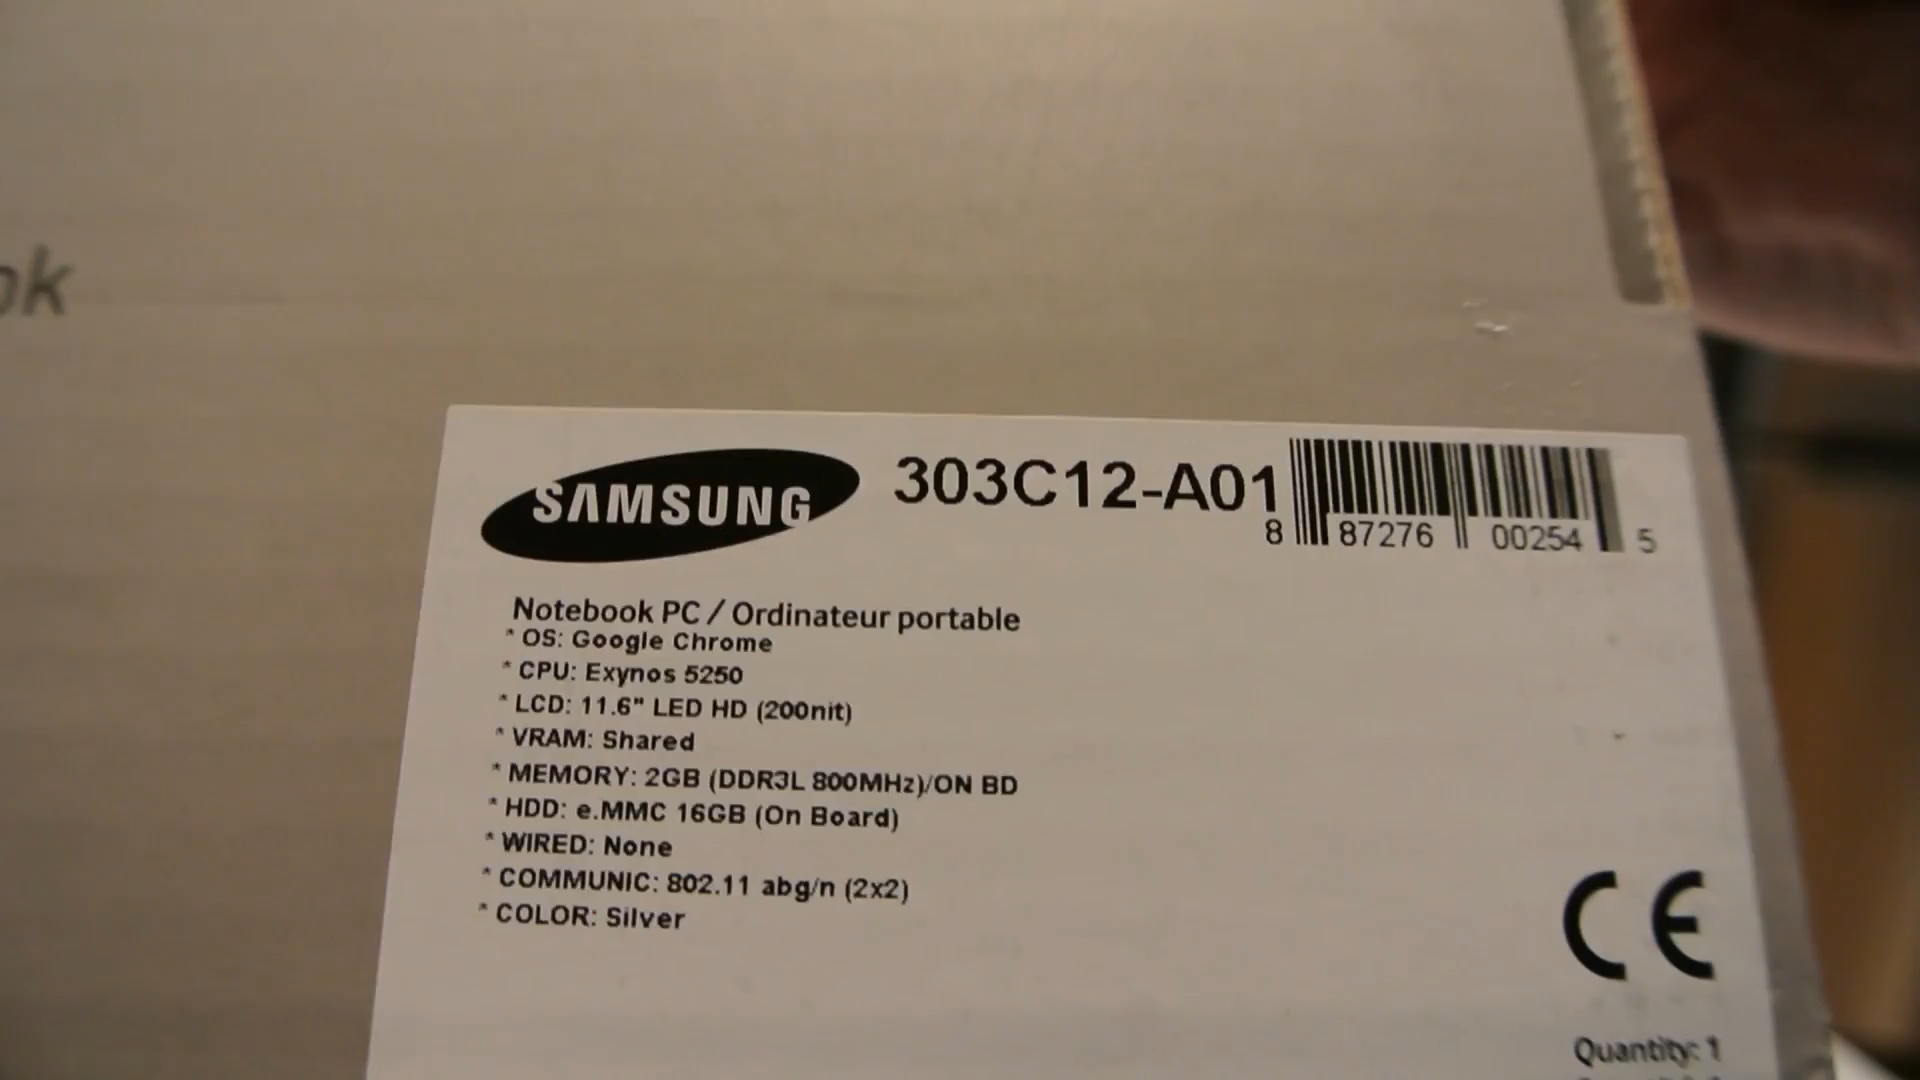 ok
SAMSUNG 303C12-A01
8 87276 00254 5
Notebook PC / Ordinateur portable
* OS: Google Chrome
* CPU: Exynos 5250
* LCD: 11.6" LED HD (200nit)
* VRAM: Shared
* MEMORY: 2GB (DDR3L 800MHz)/ON BD
* HDD: e.MMC 16GB (On Board)
* WIRED: None
* COMMUNIC: 802.11 abg/n (2x2)
* COLOR: Silver
CE
Quantity: 1